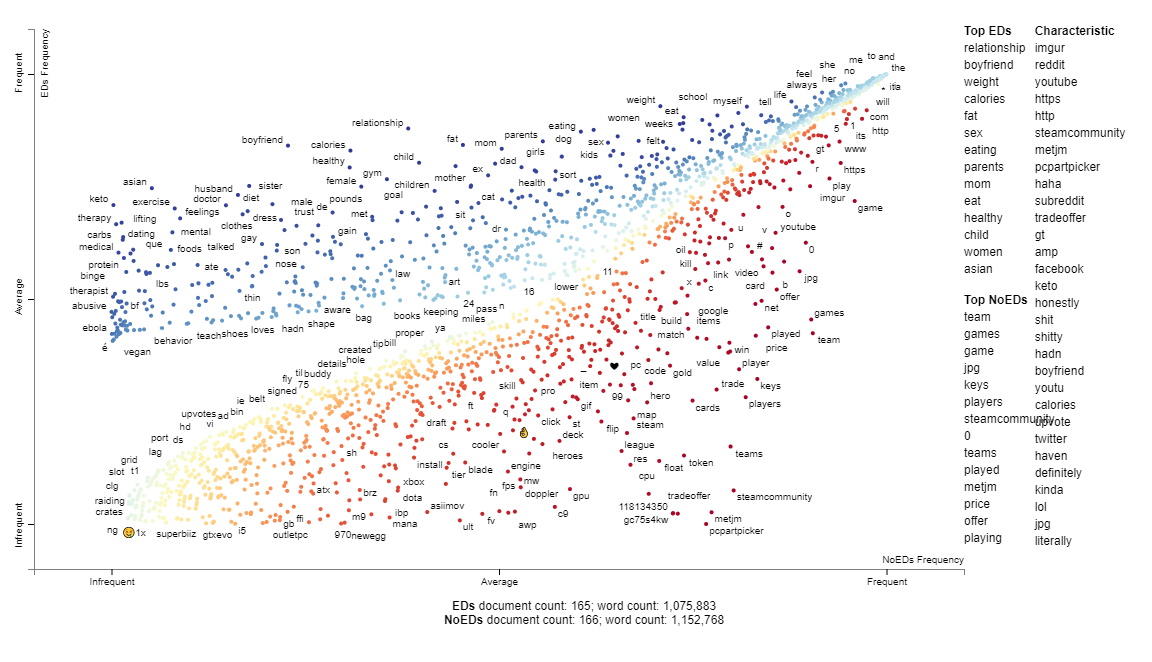 Frequent
EDs Frequency
Average
Infrequent
she
me
to and
the
feel
her
no
always
it
a
weight
school
myself
tell
life
will
com
relationship
women
eat
weeks
5
1
its
http
boyfriend
calories
fat
mom
parents
eating
dog
sex
felt
gt
www
healthy
child
ex
dad
girls
kids
r
https
asian
husband
sister
female
gym
children
mother
health
sort
play
imgur
game
keto
exercise
doctor
diet
male
pounds
goal
cat
feelings
trust
de
met
sit
o
therapy
lifting
dress
u
v
youtube
carbs
dating
mental
clothes
gay
gain
dr
medical
que
foods
talked
son
oil
p
#
0
protein
ate
nose
law
11
kill
link
video
jpg
binge
lbs
art
16
lower
x
c
card
b
therapist
thin
24
pass
n
offer
abusive
bf
aware
books
keeping
miles
google
net
games
ebola
behavior
teach
shoes
loves
hadn
shape
bag
proper
ya
title
build
items
played
team
é
vegan
created
tip
bill
match
win
price
details
hole
_
♥
pc
code
gold
value
player
fly
til
buddy
75
skill
pro
item
99
hero
trade
keys
ie
belt
signed
ft
q
gif
cards
players
upvotes
ad
bin
draft
click
st
map
steam
hd
vi
cs
cooler
deck
flip
port
ds
sh
heroes
league
teams
lag
grid
install
engine
res
token
slot
t1
tier
blade
float
clg
xbox
fps
mw
cpu
raiding
atx
brz
dota
fn
doppler
gpu
tradeoffer
steamcommunity
crates
gb
ffi
m9
ibp
asiimov
c9
118134350
gc75s4kw
metjm
ng
1x
superbiiz
gtxevo
i5
outletpc
970
newegg
mana
ult
fv
awp
pcpartpicker
NoEDs Frequency
Infrequent
Average
Frequent
EDs document count: 165; word count: 1,075,883
NoEDs document count: 166; word count: 1,152,768
Top EDs
relationship
boyfriend
weight
calories
fat
sex
eating
parents
mom
eat
healthy
child
women
asian
Top NoEDs
team
games
game
jpg
keys
players
steamcommunity
0
teams
played
metjm
price
offer
playing
Characteristic
imgur
reddit
youtube
https
http
steamcommunity
metjm
pcpartpicker
haha
subreddit
tradeoffer
gt
amp
facebook
keto
honestly
shit
shitty
hadn
boyfriend
youtu
calories
upvote
twitter
haven
definitely
kinda
lol
jpg
literally